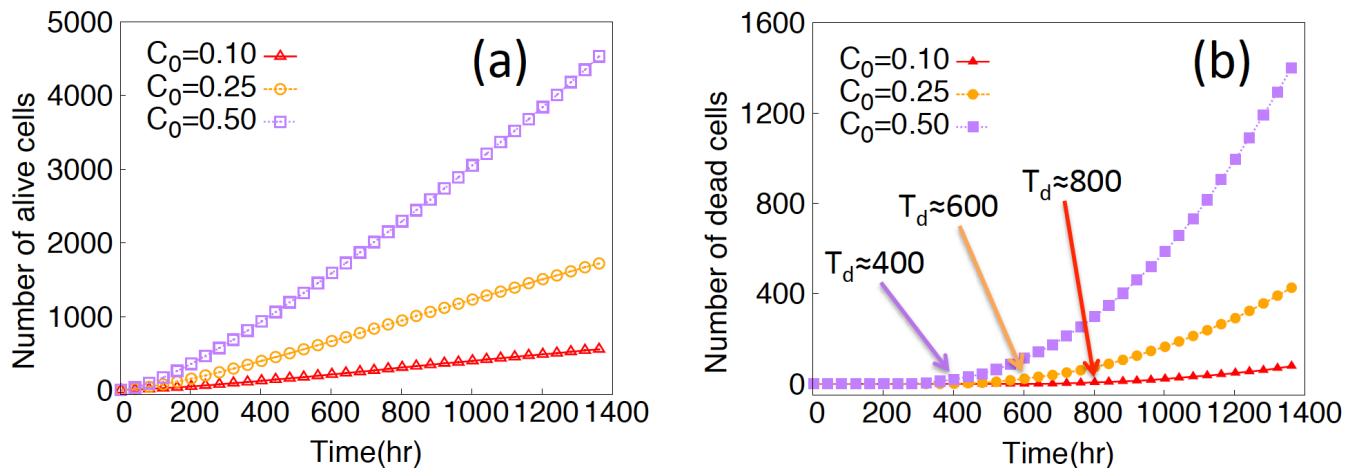 5000
4000
3000
2000
1000
0
Number of alive cells
C₀=0.10
C₀=0.25
C₀=0.50
(a)
0 200 400 600 800 1000 1200 1400
Time(hr)
1600
1200
800
400
0
Number of dead cells
C₀=0.10
C₀=0.25
C₀=0.50
(b)
T_d≈800
T_d≈600
T_d≈400
0 200 400 600 800 1000 1200 1400
Time(hr)